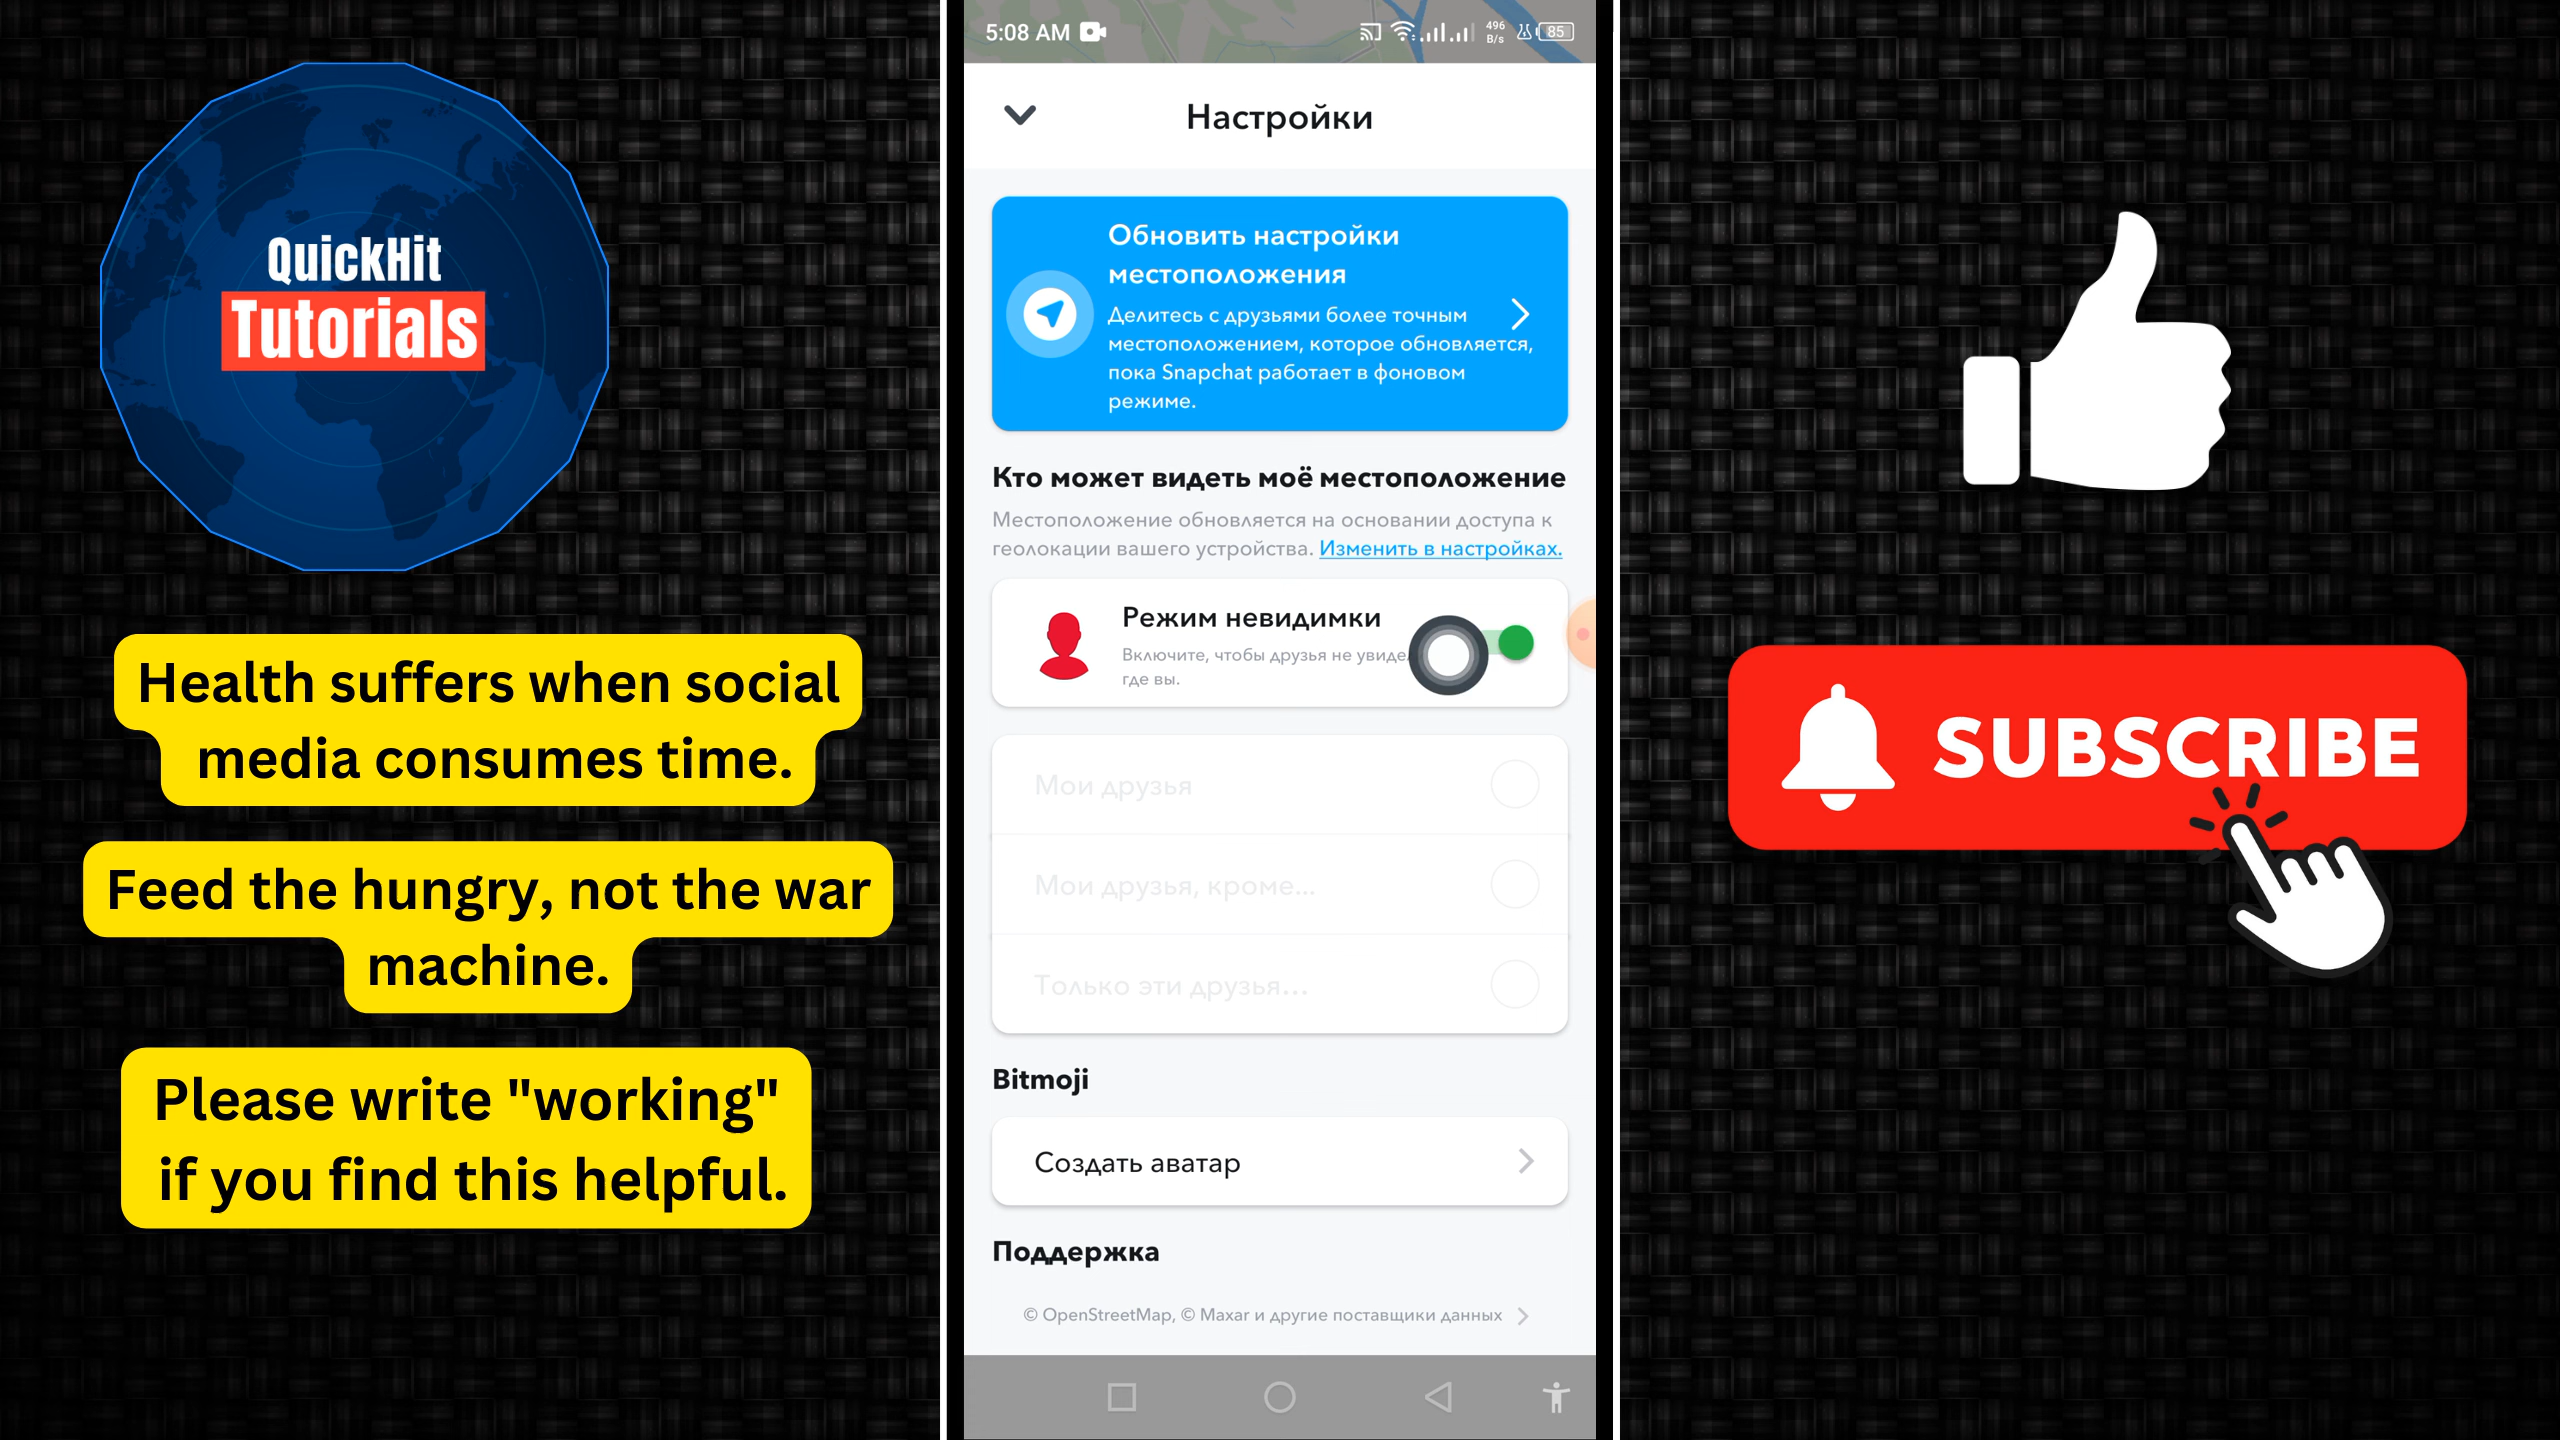 QuickHit
Tutorials
Health suffers when social
media consumes time.
Feed the hungry, not the war
machine.
Please write "working"
if you find this helpful.
5:08 AM
496
B/s
85
Настройки
Обновить настройки
местоположения
Делитесь с друзьями более точным
местоположением, которое обновляется,
пока Snapchat работает в фоновом
режиме.
Кто может видеть моё местоположение
Местоположение обновляется на основании доступа к
геолокации вашего устройства. Изменить в настройках.
Режим невидимки
Включите, чтобы друзья не
где вы.
Мои друзья
Мои друзья, кроме...
Только эти друзья...
Bitmoji
Создать аватар
Поддержка
© OpenStreetMap, © Maxar и другие поставщики данных
SUBSCRIBE